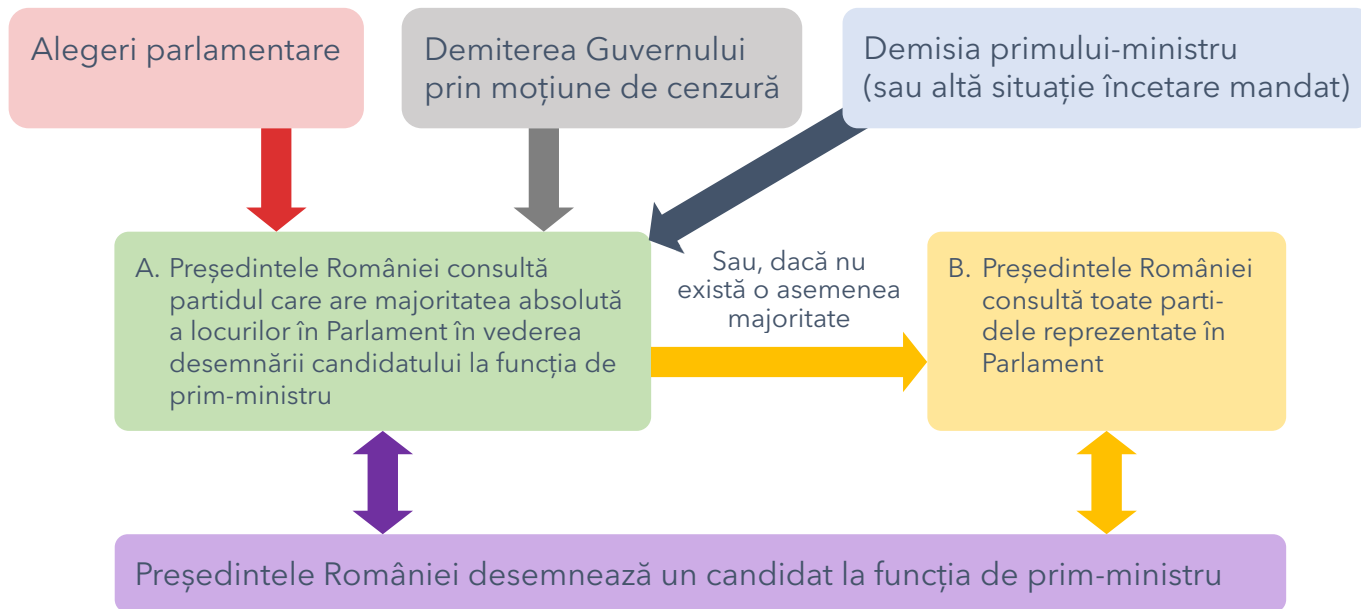 Alegeri parlamentare
Demiterea Guvernului
prin moțiune de cenzură
Demisia primului-ministru
(sau altă situație încetare mandat)
A. Președintele României consultă
partidul care are majoritatea absolută
a locurilor în Parlament în vederea
desemnării candidatului la funcția de
prim-ministru
Sau, dacă nu
există o asemenea
majoritate
B. Președintele României
consultă toate parti-
dele reprezentate în
Parlament
Președintele României desemnează un candidat la funcția de prim-ministru